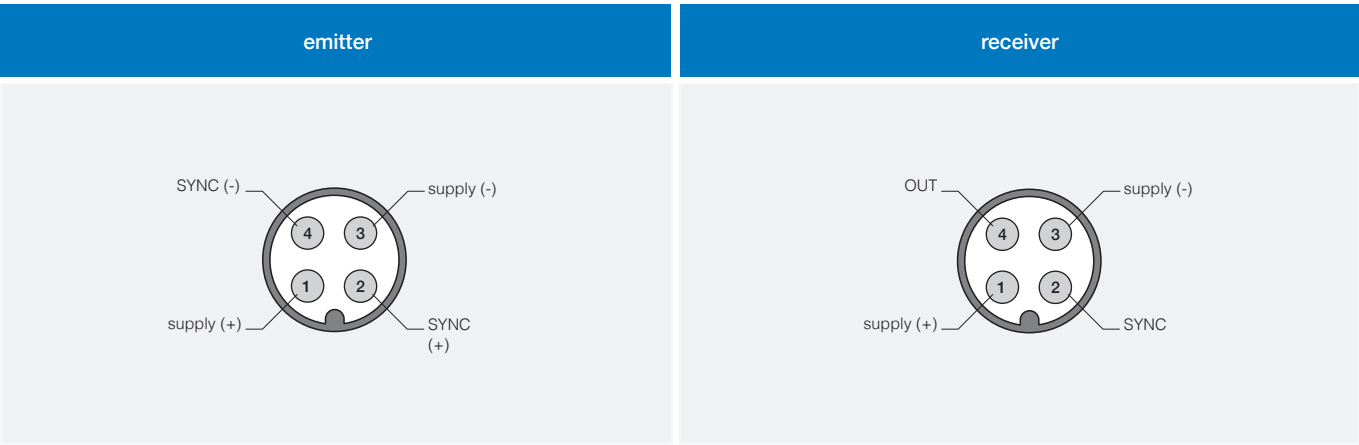 emitter
receiver
SYNC (-)
supply (-)
4
3
1
2
supply (+)
SYNC
(+)
OUT
supply (-)
4
3
1
2
supply (+)
SYNC